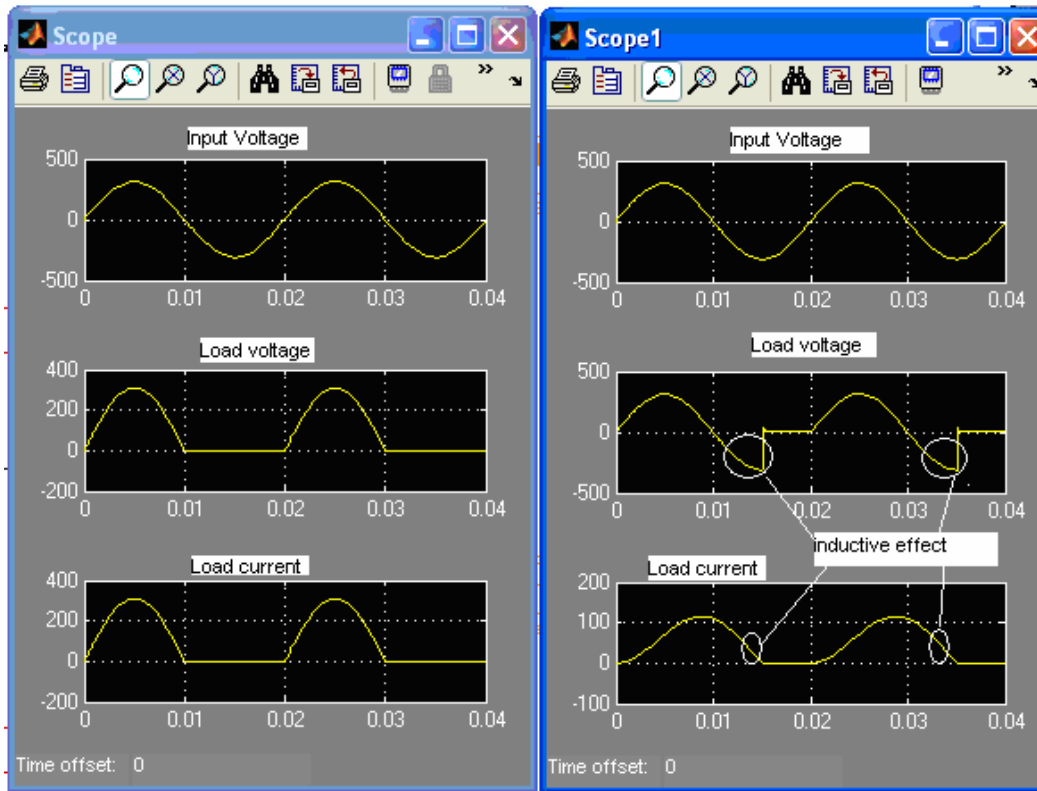 Scope
Input Voltage
500
0
-500
0 0.01 0.02 0.03 0.04
Load voltage
400
200
0
-200
0 0.01 0.02 0.03 0.04
Load current
400
200
0
-200
0 0.01 0.02 0.03 0.04
Time offset: 0
Scope1
Input Voltage
500
0
-500
0 0.01 0.02 0.03 0.04
Load voltage
500
0
-500
0 0.01 0.02 0.03 0.04
inductive effect
Load current
200
100
0
-100
0 0.01 0.02 0.03 0.04
Time offset: 0